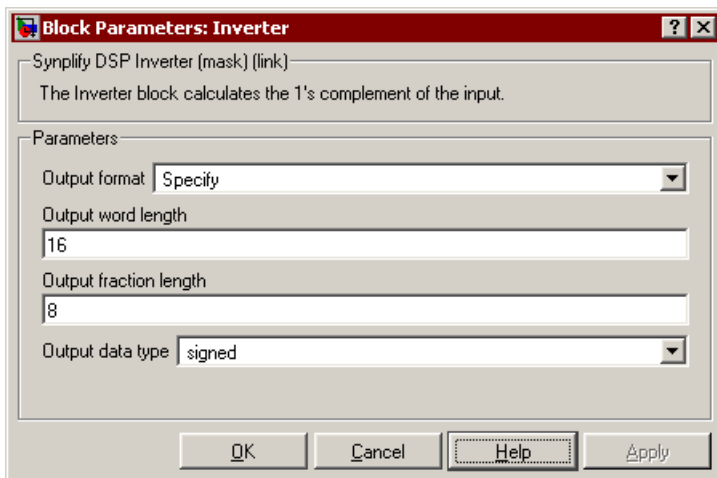 Block Parameters: Inverter
Synplify DSP Inverter (mask) (link)
The Inverter block calculates the 1's complement of the input.
Parameters
Output format Specify
Output word length
16
Output fraction length
8
Output data type signed
OK Cancel Help Apply